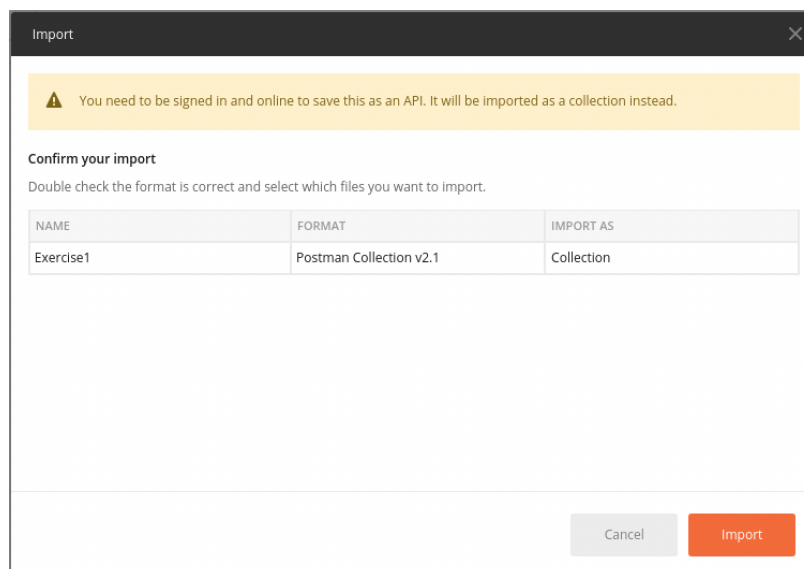 Import
You need to be signed in and online to save this as an API. It will be imported as a collection instead.
Confirm your import
Double check the format is correct and select which files you want to import.
NAME FORMAT IMPORT AS
Exercise1 Postman Collection v2.1 Collection
Cancel Import